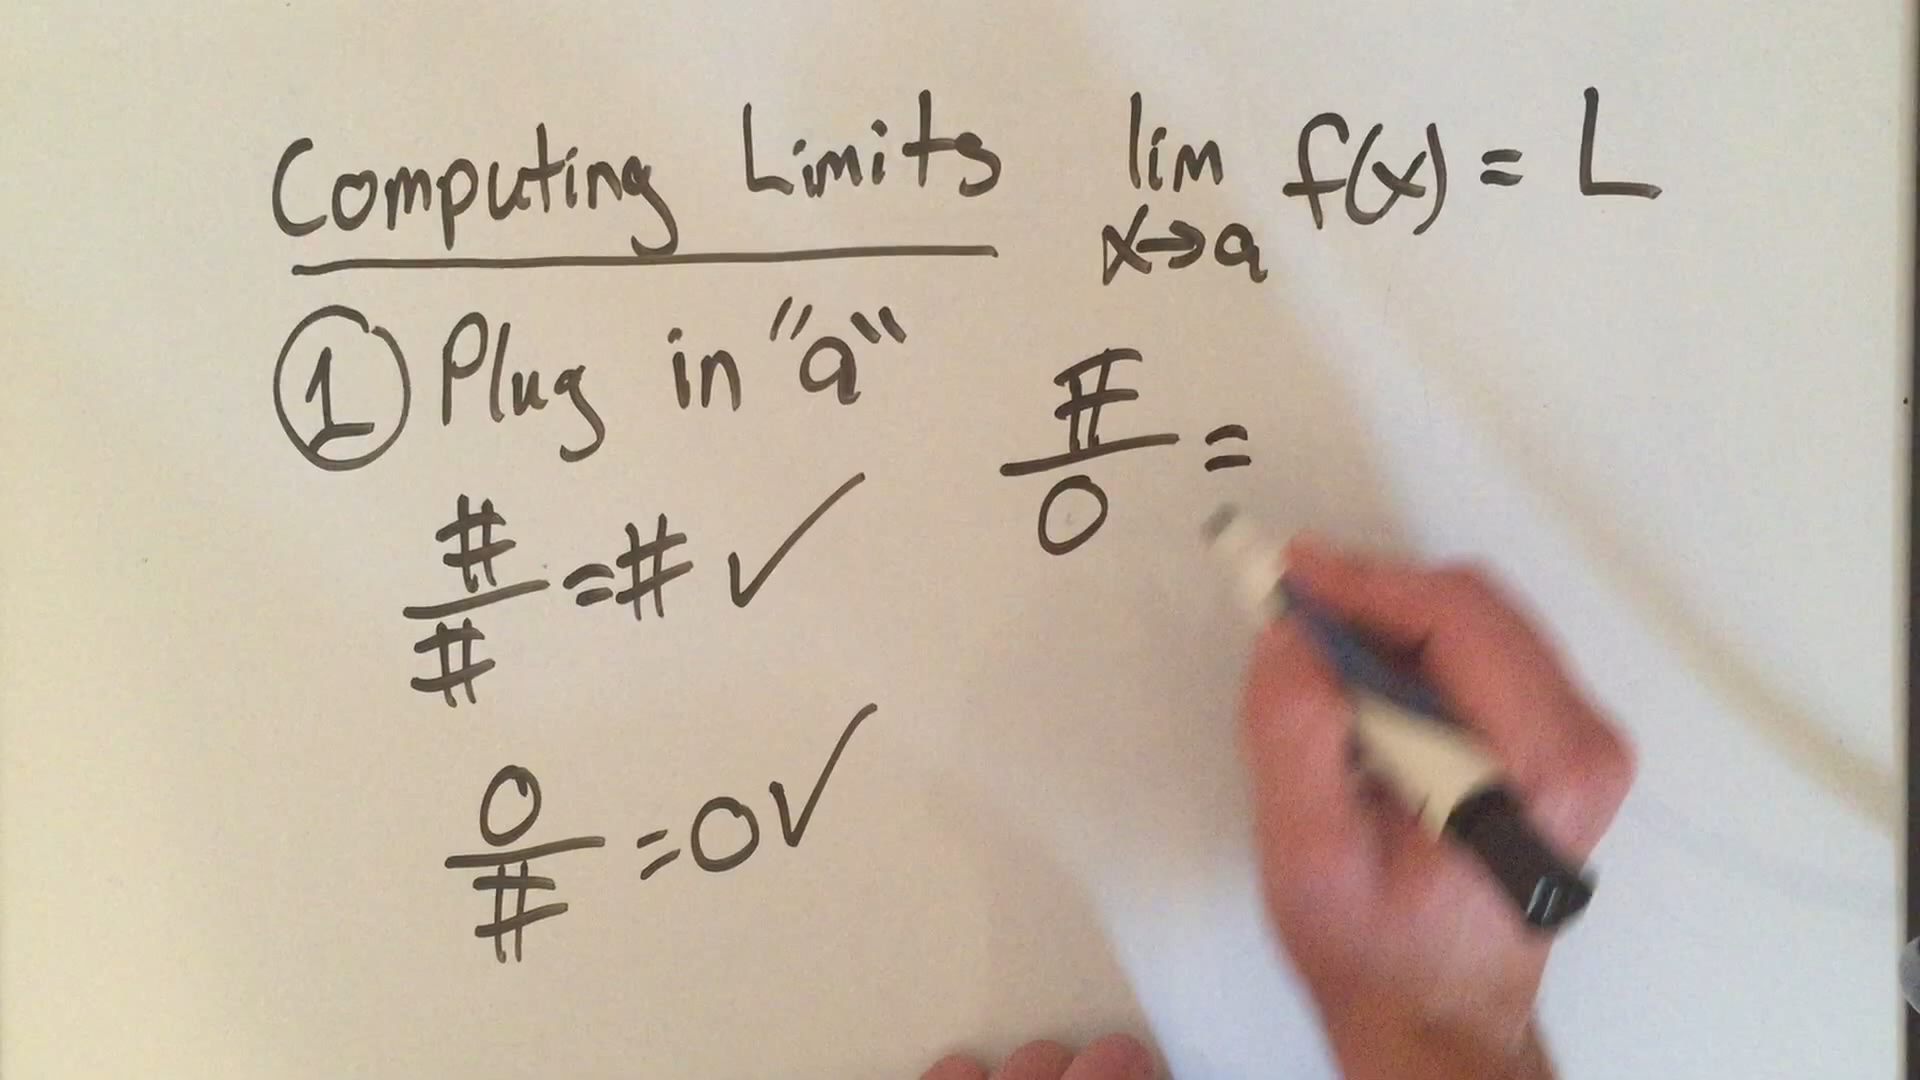 Computing Limits
lim f(x) = L
x→a
① Plug in "a"
#/# = # ✓
0/# = 0 ✓
#/0 =